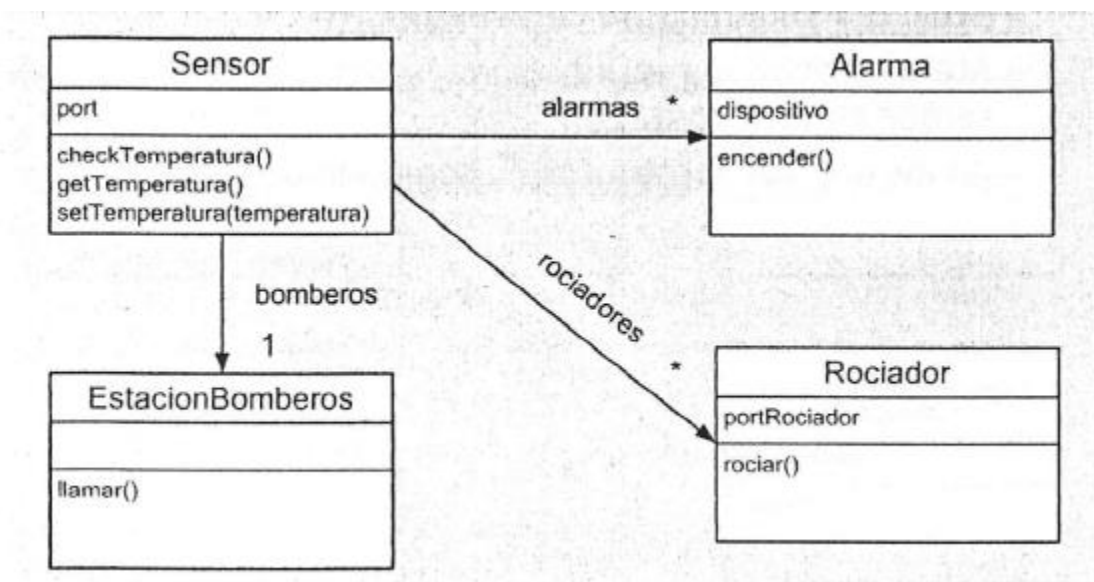 Sensor
port
checkTemperatura()
getTemperatura()
setTemperatura(temperatura)
alarmas *
Alarma
dispositivo
encender()
bomberos
1
rociadores
*
EstacionBomberos
llamar()
Rociador
portRociador
rociar()